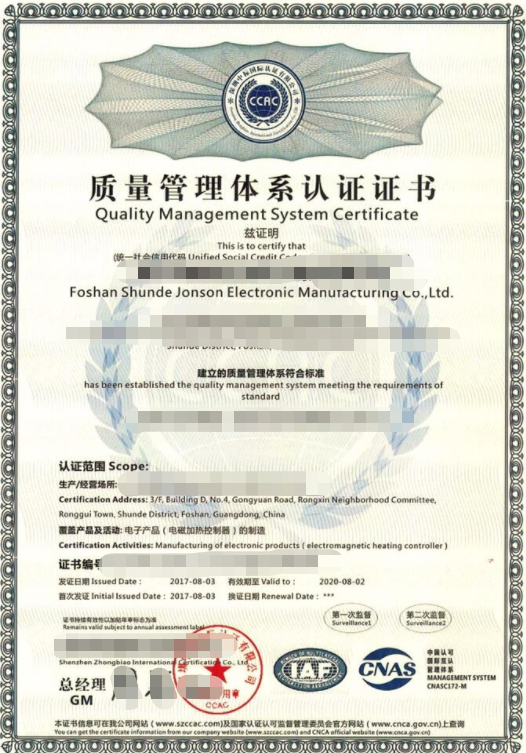 CCAC
质量管理体系认证证书
Quality Management System Certificate
兹证明
This is to certify that
(统一社会信用代码 Unified Social Credit
Foshan Shunde Jonson Electronic Manufacturing Co.,Ltd.
Shunde District, Foshan,
建立的质量管理体系符合标准
has been established the quality management system meeting the requirements of
standard
认证范围 Scope:
生产/经营场所:
Certification Address: 3/F, Building D, No.4, Gongyuan Road, Rongxin Neighborhood Committee,
Ronggui Town, Shunde District, Foshan, Guangdong, China
覆盖产品及活动: 电子产品（电磁加热控制器）的制造
Certification Activities: Manufacturing of electronic products ( electromagnetic heating controller )
证书编号
发证日期 Issued Date : 2017-08-03 有效期至 Valid to : 2020-08-02
首次发证 Initial Issued Date : 2017-08-03 换证日期 Renewal Date : ***
证书持续有效性以加贴年审标志为准
Remains valid subject to annual assessment label
第一次监督
Surveillance1
第二次监督
Surveillance2
Shenzhen Zhongbiao International Certification Co., Ltd
总经理
GM
CCAC
IAF
CNAS
中国认可
国际互认
管理体系
MANAGEMENT SYSTEM
CNASC172-M
本证书信息可在我公司网站 ( www.szccac.com) 及国家认证认可监督管理委员会官方网站 ( www.cnca.gov.cn) 上查询
You can get the certificate information from our company website (www.szccac.com) and CNCA official website (www.cnca.gov.cn)